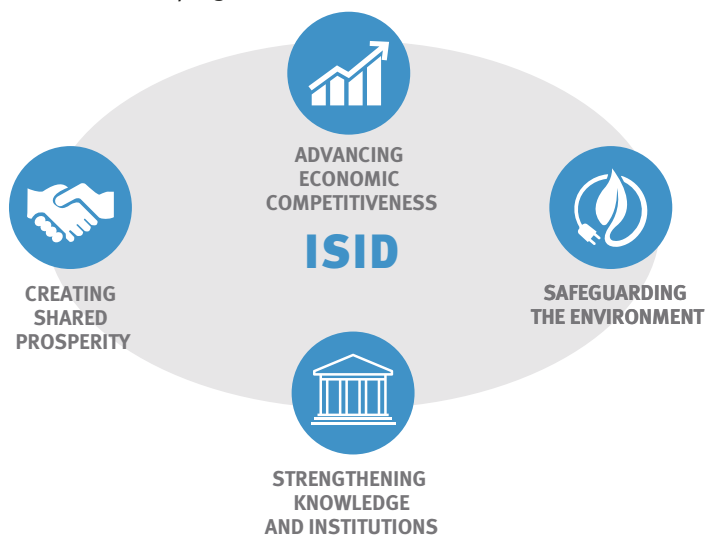 ADVANCING
ECONOMIC
COMPETITIVENESS
ISID
CREATING
SHARED
PROSPERITY
SAFEGUARDING
THE ENVIRONMENT
STRENGTHENING
KNOWLEDGE
AND INSTITUTIONS